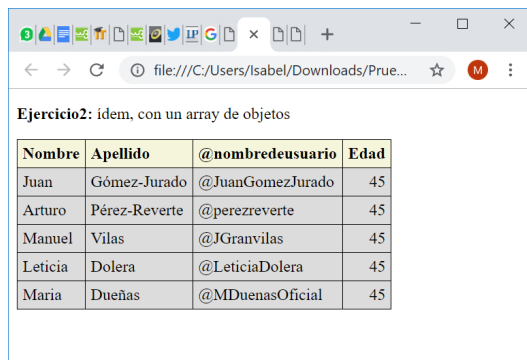 file:///C:/Users/Isabel/Downloads/Prue...
M
Ejercicio2: ídem, con un array de objetos
Nombre Apellido @nombredeusuario Edad
Juan Gómez-Jurado @JuanGomezJurado 45
Arturo Pérez-Reverte @perezreverte 45
Manuel Vilas @JGranvilas 45
Leticia Dolera @LeticiaDolera 45
Maria Dueñas @MDuenasOficial 45